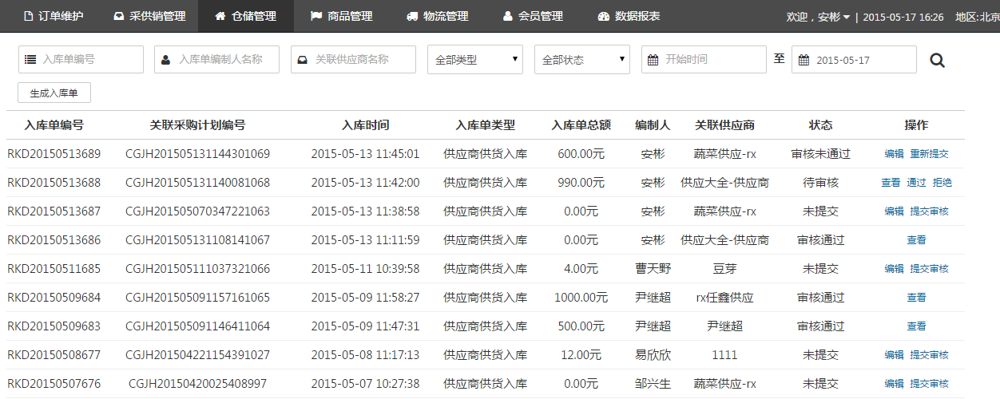 订单维护 采供销管理 仓储管理 商品管理 物流管理 会员管理 数据报表 欢迎，安彬 | 2015-05-17 16:26 地区:北京
入库单编号 入库单编制人名称 关联供应商名称 全部类型 全部状态 开始时间 至 2015-05-17
生成入库单
入库单编号 关联采购计划编号 入库时间 入库单类型 入库单总额 编制人 关联供应商 状态 操作
RKD20150513689 CGJH201505131144301069 2015-05-13 11:45:01 供应商供货入库 600.00元 安彬 蔬菜供应-rx 审核未通过 编辑 重新提交
RKD20150513688 CGJH201505131140081068 2015-05-13 11:42:00 供应商供货入库 990.00元 安彬 供应大全-供应商 待审核 查看 通过 拒绝
RKD20150513687 CGJH201505070347221063 2015-05-13 11:38:58 供应商供货入库 0.00元 安彬 蔬菜供应-rx 未提交 编辑 提交审核
RKD20150513686 CGJH201505131108141067 2015-05-13 11:11:59 供应商供货入库 0.00元 安彬 供应大全-供应商 审核通过 查看
RKD20150511685 CGJH201505111037321066 2015-05-11 10:39:58 供应商供货入库 4.00元 曹天野 豆芽 未提交 编辑 提交审核
RKD20150509684 CGJH201505091157161065 2015-05-09 11:58:27 供应商供货入库 1000.00元 尹继超 rx任鑫供应 审核通过 查看
RKD20150509683 CGJH201505091146411064 2015-05-09 11:47:31 供应商供货入库 500.00元 尹继超 尹继超 审核通过 查看
RKD20150508677 CGJH201504221154391027 2015-05-08 11:17:13 供应商供货入库 12.00元 易欣欣 1111 未提交 编辑 提交审核
RKD20150507676 CGJH20150420025408997 2015-05-07 10:27:38 供应商供货入库 0.00元 邹兴生 蔬菜供应-rx 未提交 编辑 提交审核